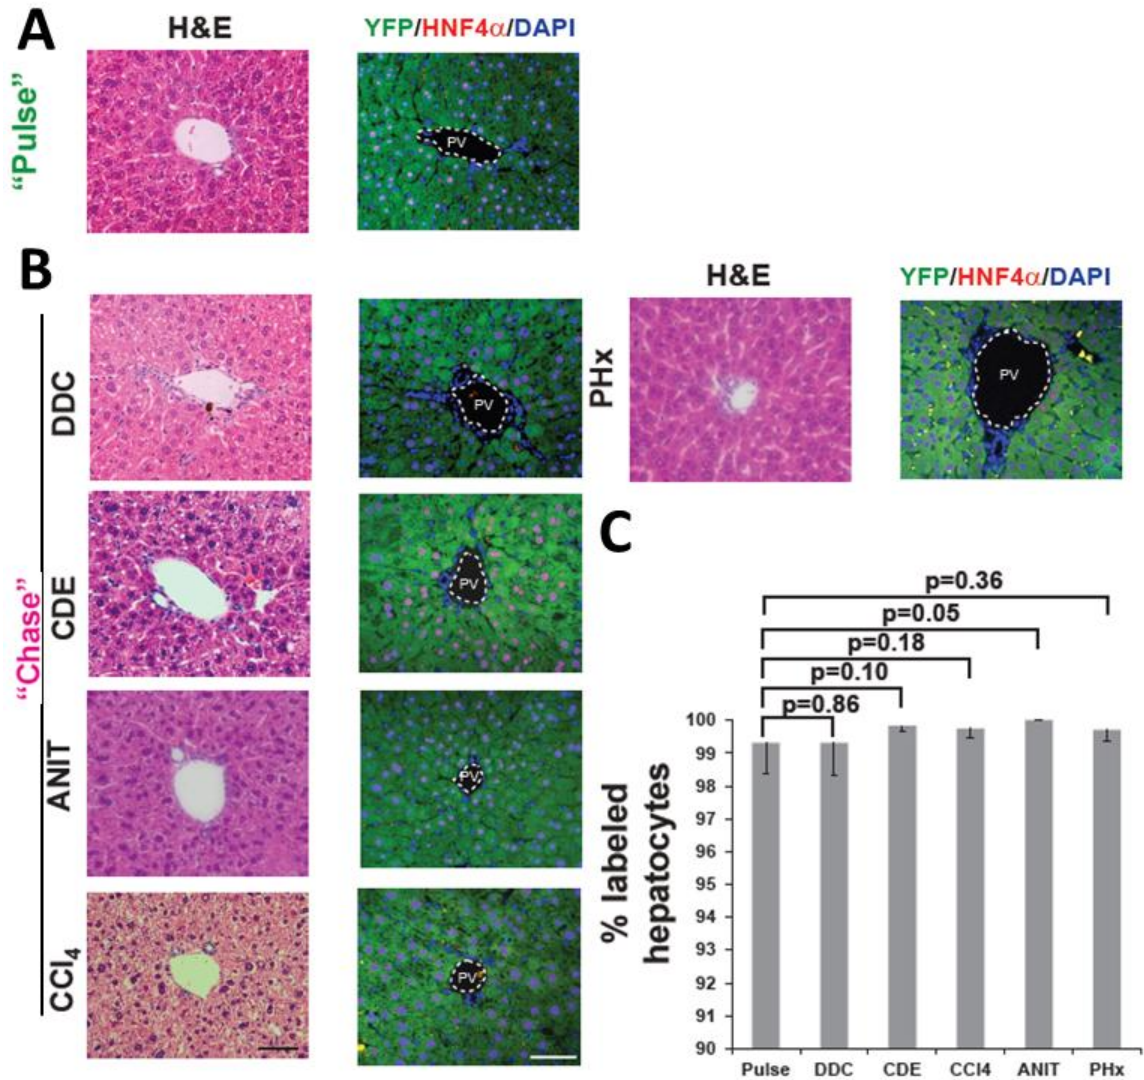 A
H&E
YFP/HNF4α/DAPI
“Pulse”
PV
B
H&E
YFP/HNF4α/DAPI
“Chase”
DDC
PV
PHx
PV
CDE
PV
ANIT
PV
CCl4
PV
C
p=0.36
p=0.05
p=0.18
p=0.10
p=0.86
% labeled
hepatocytes
100
99
98
97
96
95
94
93
92
91
90
Pulse DDC CDE CCl4 ANIT PHx